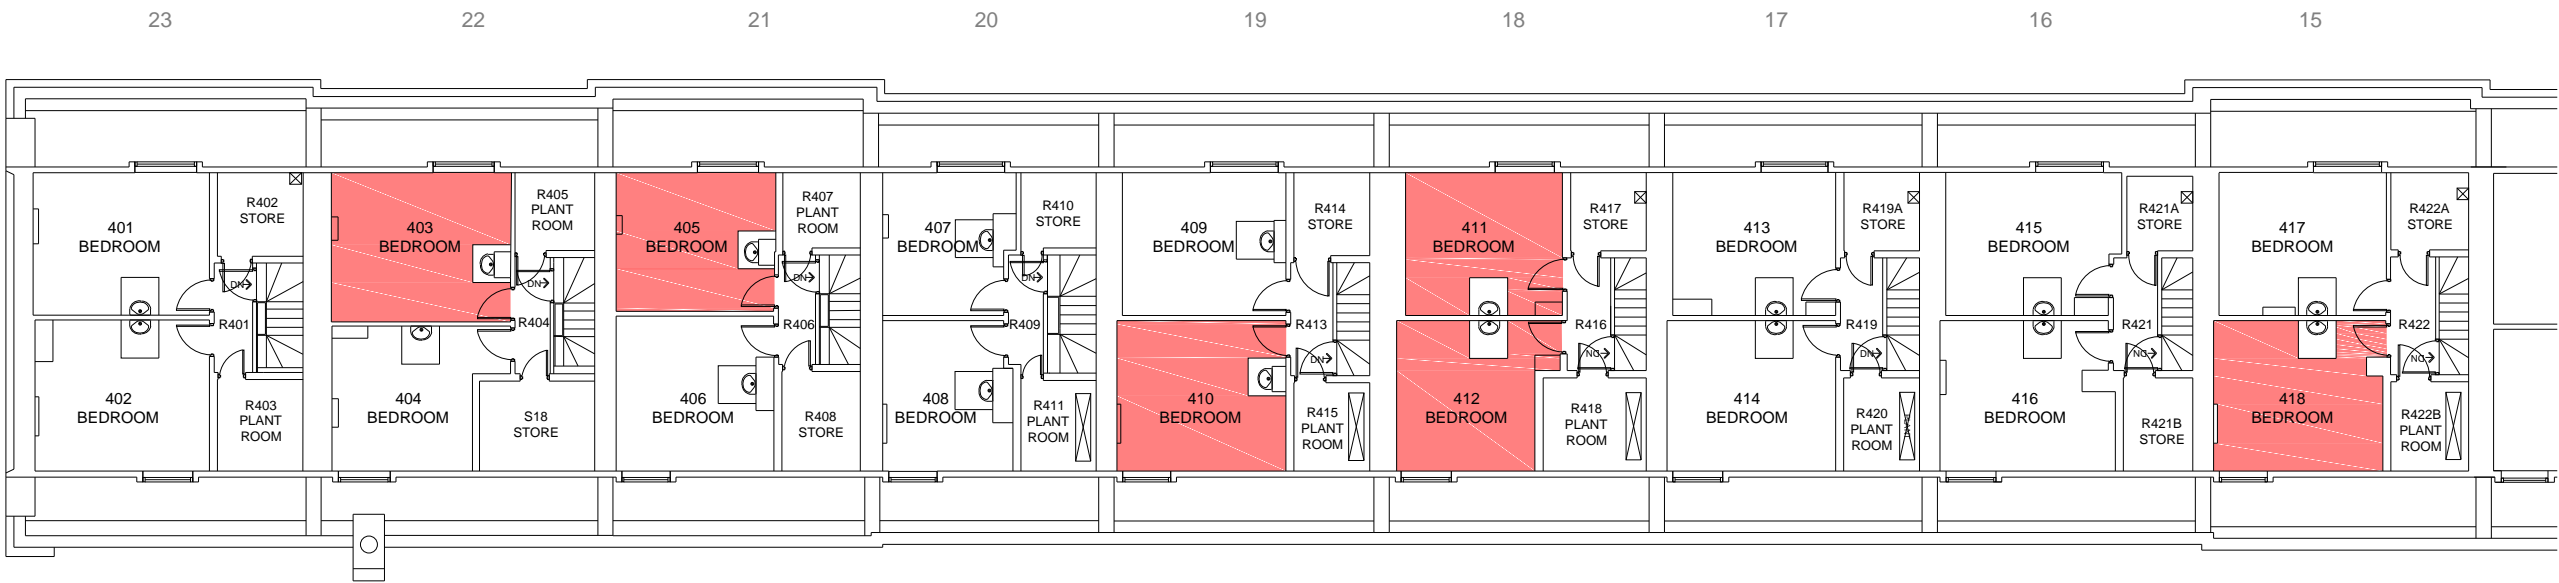 23 22 21 20 19 18 17 16 15
401
BEDROOM
R402
STORE
403
BEDROOM
R405
PLANT
ROOM
405
BEDROOM
R407
PLANT
ROOM
407
BEDROOM
R410
STORE
409
BEDROOM
R414
STORE
411
BEDROOM
R417
STORE
413
BEDROOM
R419A
STORE
415
BEDROOM
R421A
STORE
417
BEDROOM
R422A
STORE
DN
DN
DN
DN
R401
R404
R406
R409
R413
R416
R419
R421
R422
DN
NG
DN
NG
NG
402
BEDROOM
R403
PLANT
ROOM
404
BEDROOM
S18
STORE
406
BEDROOM
R408
STORE
408
BEDROOM
R411
PLANT
ROOM
410
BEDROOM
R415
PLANT
ROOM
412
BEDROOM
R418
PLANT
ROOM
414
BEDROOM
R420
PLANT
ROOM
416
BEDROOM
R421B
STORE
418
BEDROOM
R422B
PLANT
ROOM